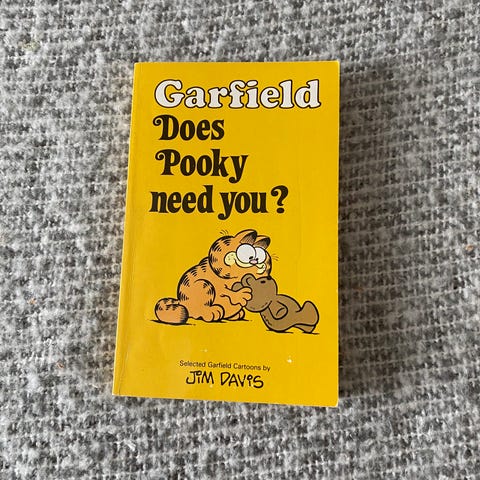 Garfield
Does
Pooky
need you?
Selected Garfield Cartoons by
JIM DAVIS